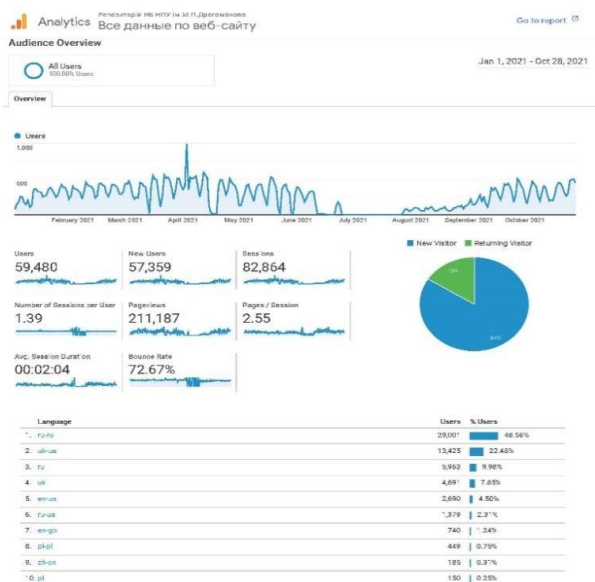 Analytics
Репозитарій НБ НПУ ім М.П.Драгоманова
Все данные по веб-сайту
Go to report
Audience Overview
All Users
100.00% Users
Jan 1, 2021 - Oct 28, 2021
Overview
Users
1,000
500
February 2021 March 2021 April 2021 May 2021 June 2021 July 2021 August 2021 September 2021 October 2021
New Visitor Returning Visitor
Users New Users Sessions
59,480 57,359 82,864
Number of Sessions per User Pageviews Pages / Session
1.39 211,187 2.55
Avg. Session Duration Bounce Rate
00:02:04 72.67%
Language Users % Users
1. ru-ru 29,001 48.56%
2. uk-ua 13,425 22.48%
3. ru 5,963 9.98%
4. uk 4,691 7.85%
5. en-us 2,690 4.50%
6. ru-ua 1,379 2.31%
7. en-gb 740 1.24%
8. pl-pl 449 0.75%
9. zh-cn 185 0.31%
10. pl 150 0.25%